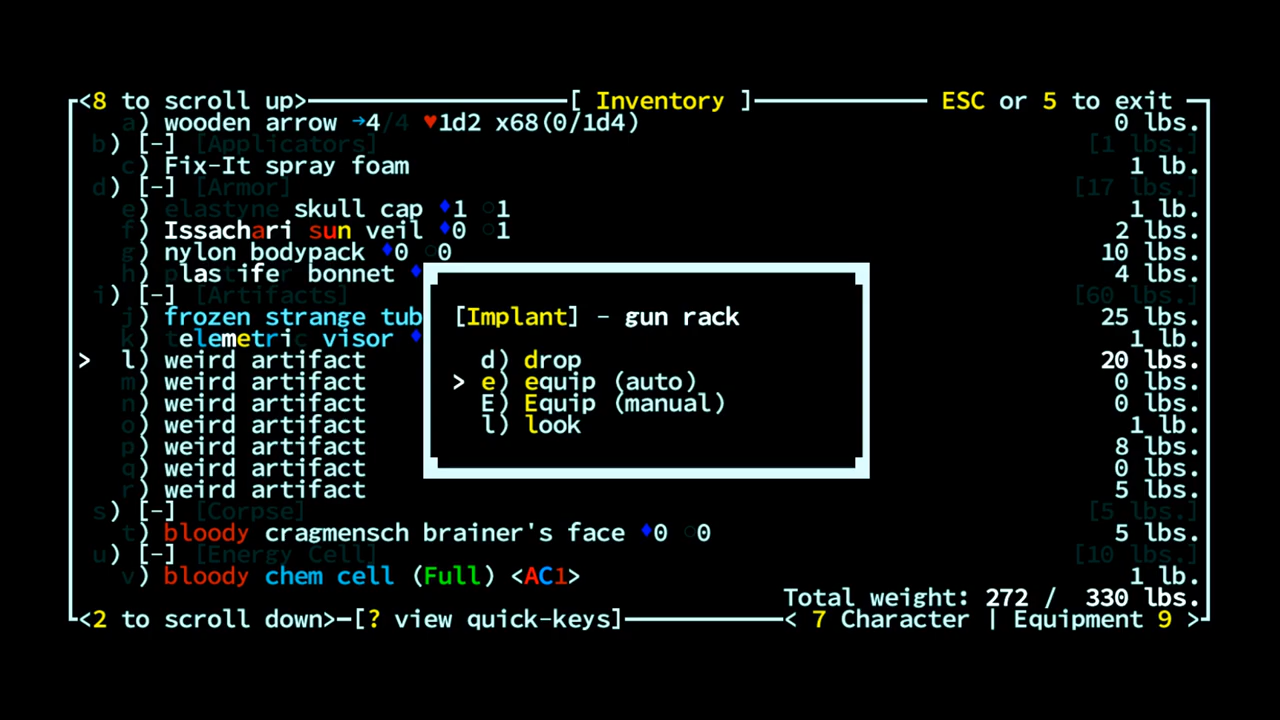 <8 to scroll up> [ Inventory ] ESC or 5 to exit
a) wooden arrow →4/4 ♥1d2 x68(0/1d4) 0 lbs.
b) [-] [Applicators] [1 lbs.]
c) Fix-It spray foam 1 lb.
d) [-] [Armor] [17 lbs.]
e) elastyne skull cap ♦1 ○1 1 lb.
f) Issachari sun veil ♦0 ○1 2 lbs.
g) nylon bodypack ♦0 ○0 10 lbs.
h) plastifer bonnet ♦ 4 lbs.
i) [-] [Artifacts] [60 lbs.]
j) frozen strange tub 25 lbs.
k) telemetric visor ♦ 1 lb.
> l) weird artifact 20 lbs.
m) weird artifact 0 lbs.
n) weird artifact 0 lbs.
o) weird artifact 1 lb.
p) weird artifact 8 lbs.
q) weird artifact 0 lbs.
r) weird artifact 5 lbs.
s) [-] [Corpse] [5 lbs.]
t) bloody cragmensch brainer's face ♦0 ○0 5 lbs.
u) [-] [Energy Cell] [10 lbs.]
v) bloody chem cell (Full) <AC1> 1 lb.
Total weight: 272 / 330 lbs.
<2 to scroll down> [? view quick-keys] < 7 Character | Equipment 9 >
[Implant] - gun rack
d) drop
> e) equip (auto)
E) Equip (manual)
l) look